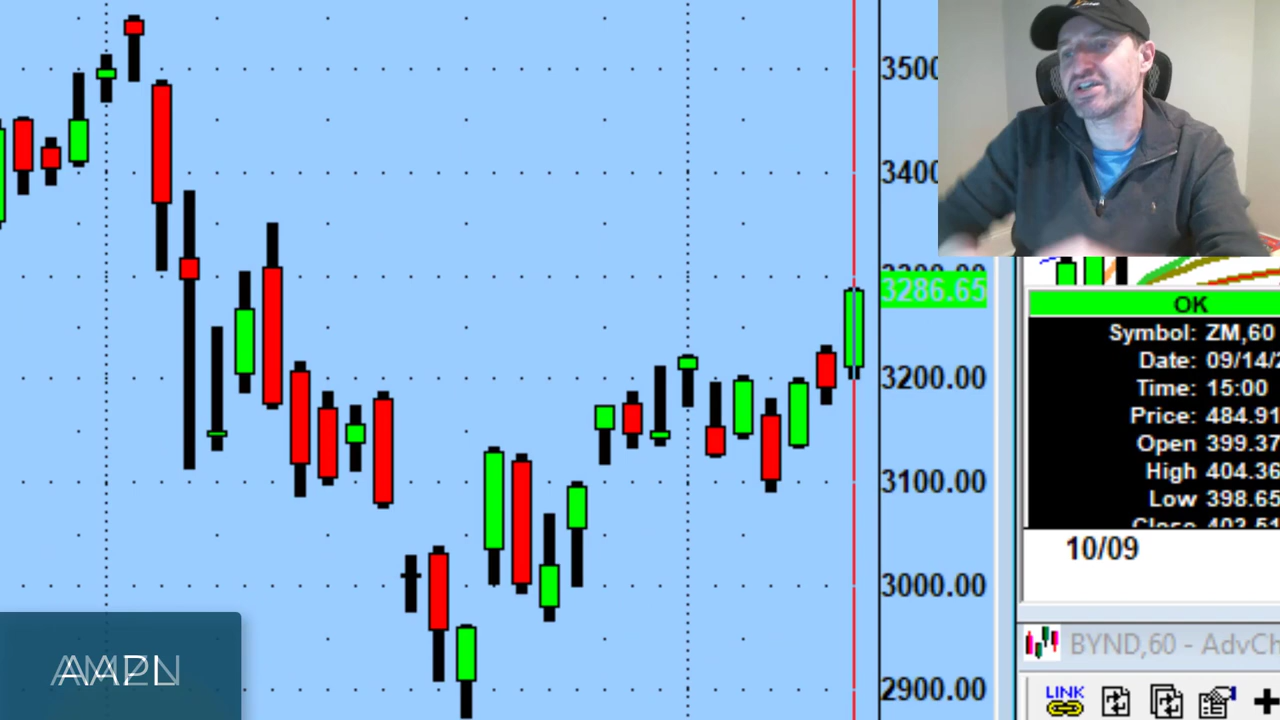 3500
3400
3286.65
3200.00
3100.00
3000.00
2900.00
OK
Symbol: ZM,60
Date: 09/14/2
Time: 15:00
Price: 484.91
Open 399.37
High 404.36
Low 398.65
10/09
BYND,60 - AdvCh
LINK